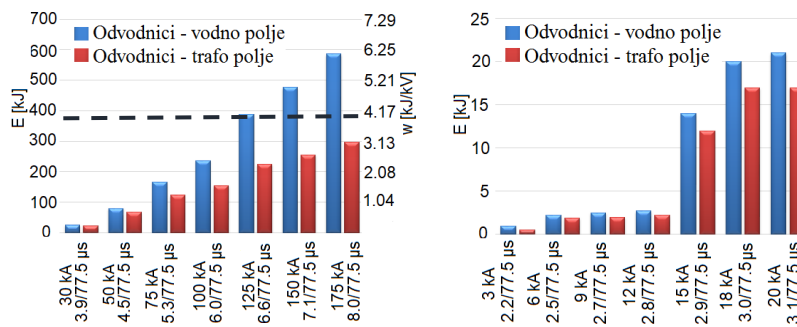 700
600
500
400
300
200
100
0
E [kJ]
Odvodnici - vodno polje
Odvodnici - trafo polje
7.29
6.25
5.21
4.17
3.13
2.08
1.04
w [kJ/kV]
30 kA
3.9/77.5 µs
50 kA
4.5/77.5 µs
75 kA
5.3/77.5 µs
100 kA
6.0/77.5 µs
125 kA
6.6/77.5 µs
150 kA
7.1/77.5 µs
175 kA
8.0/77.5 µs
25
20
15
10
5
0
E [kJ]
Odvodnici - vodno polje
Odvodnici - trafo polje
3 kA
2.2/77.5 µs
6 kA
2.5/77.5 µs
9 kA
2.7/77.5 µs
12 kA
2.8/77.5 µs
15 kA
2.9/77.5 µs
18 kA
3.0/77.5 µs
20 kA
3.1/77.5 µs